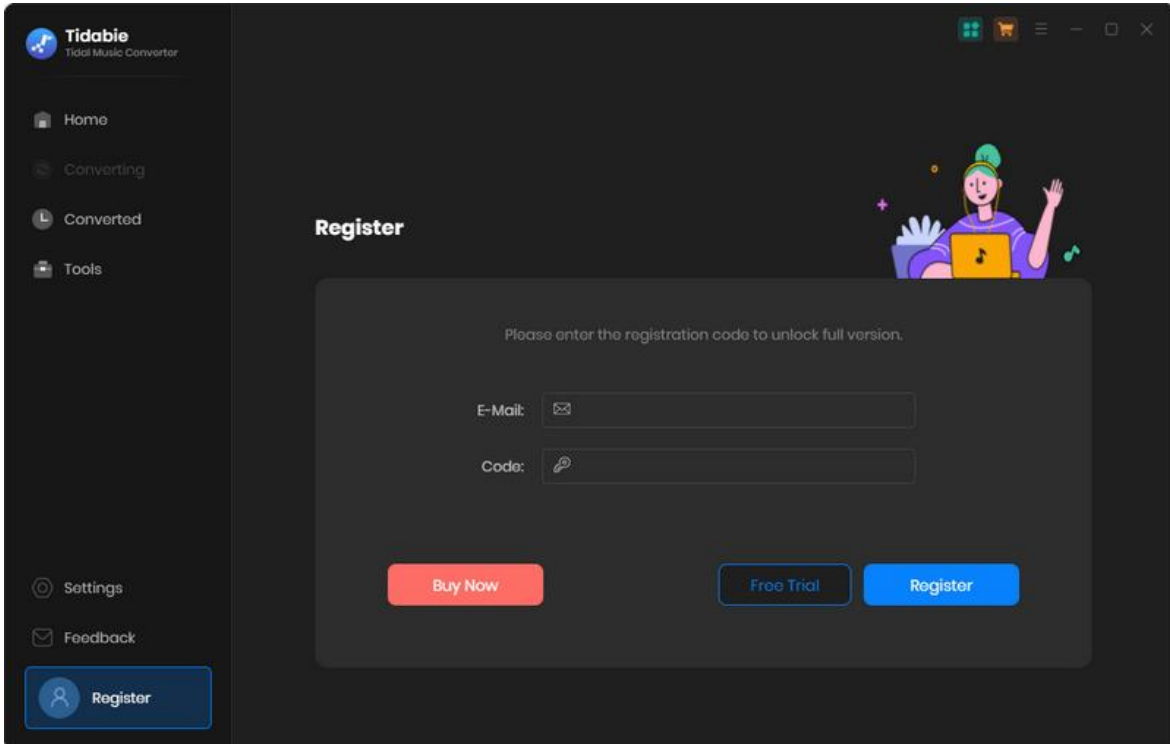 Tidabie
Tidal Music Converter
Home
Converting
Converted
Tools
Settings
Feedback
Register
Register
Please enter the registration code to unlock full version.
E-Mail:
Code:
Buy Now
Free Trial
Register